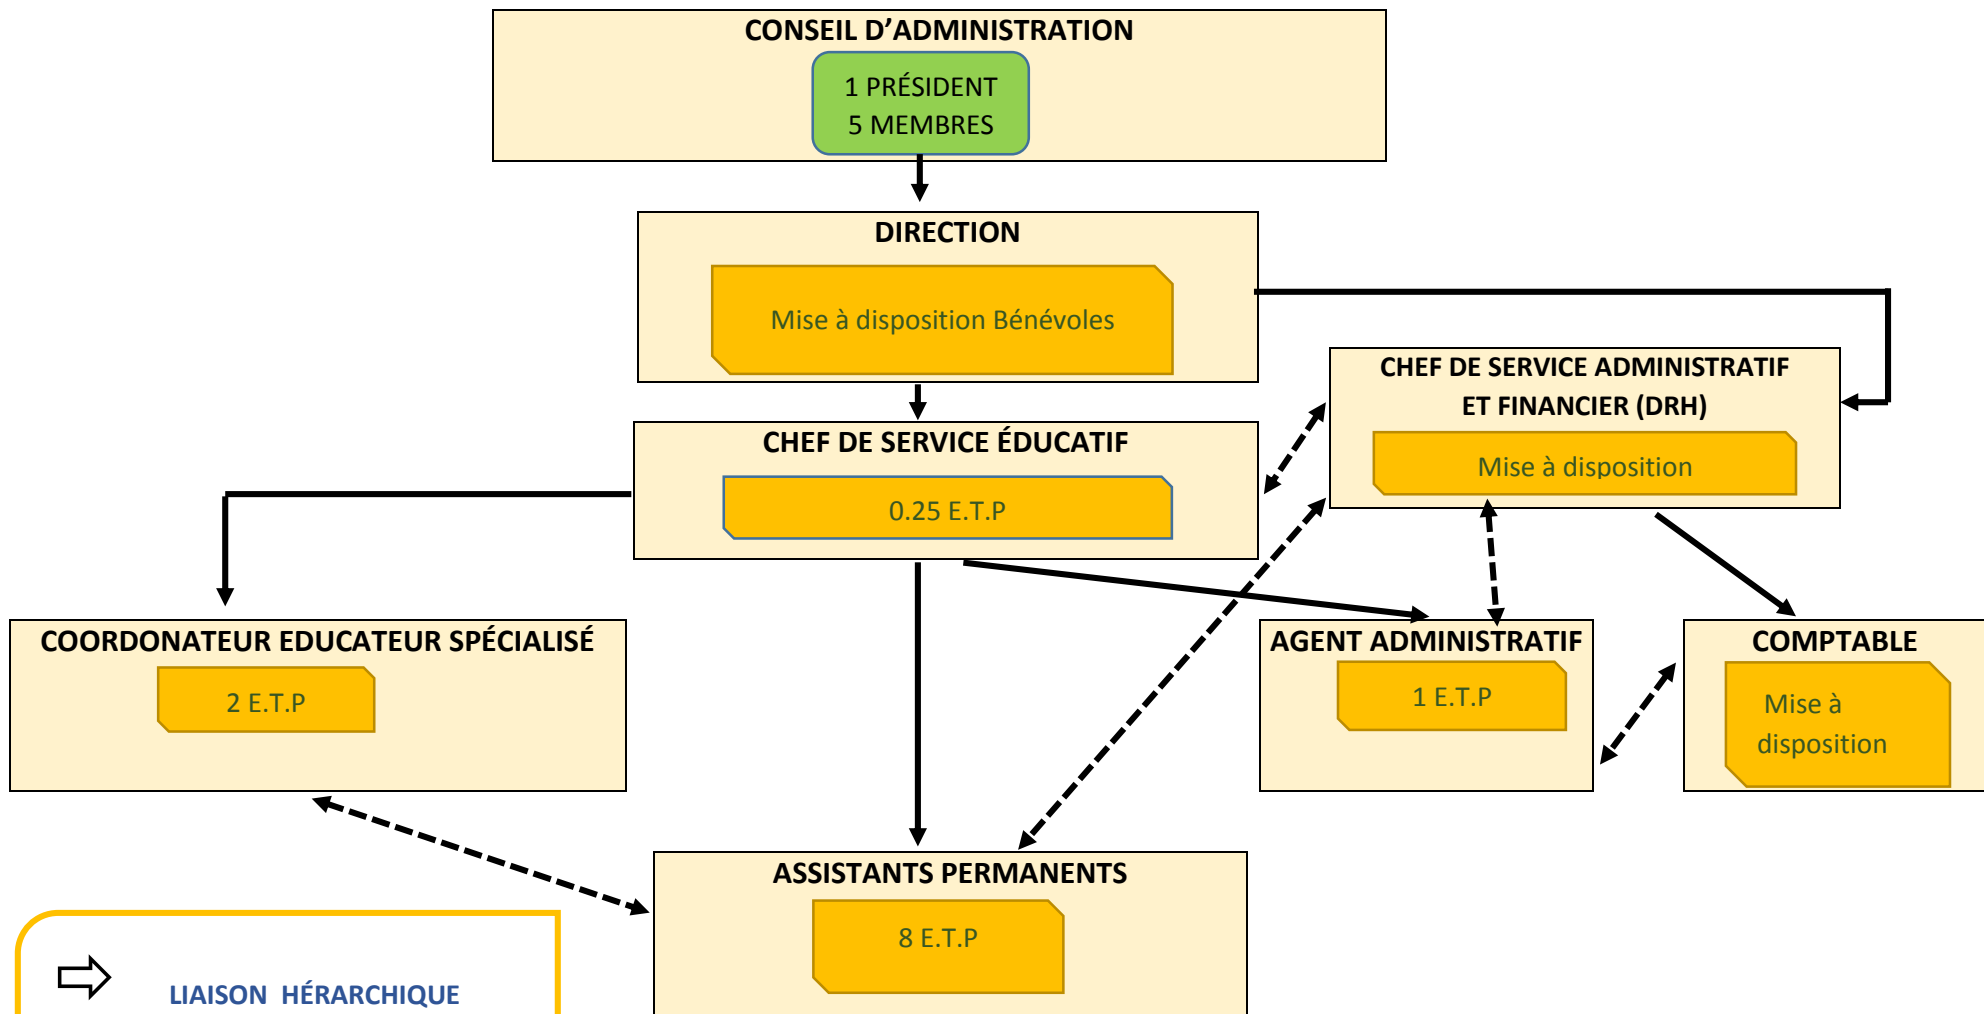 CONSEIL D’ADMINISTRATION
1 PRÉSIDENT
5 MEMBRES
DIRECTION
Mise à disposition Bénévoles
CHEF DE SERVICE ADMINISTRATIF
ET FINANCIER (DRH)
Mise à disposition
CHEF DE SERVICE ÉDUCATIF
0.25 E.T.P
COORDONATEUR EDUCATEUR SPÉCIALISÉ
2 E.T.P
AGENT ADMINISTRATIF
1 E.T.P
COMPTABLE
Mise à
disposition
ASSISTANTS PERMANENTS
8 E.T.P
LIAISON HÉRARCHIQUE